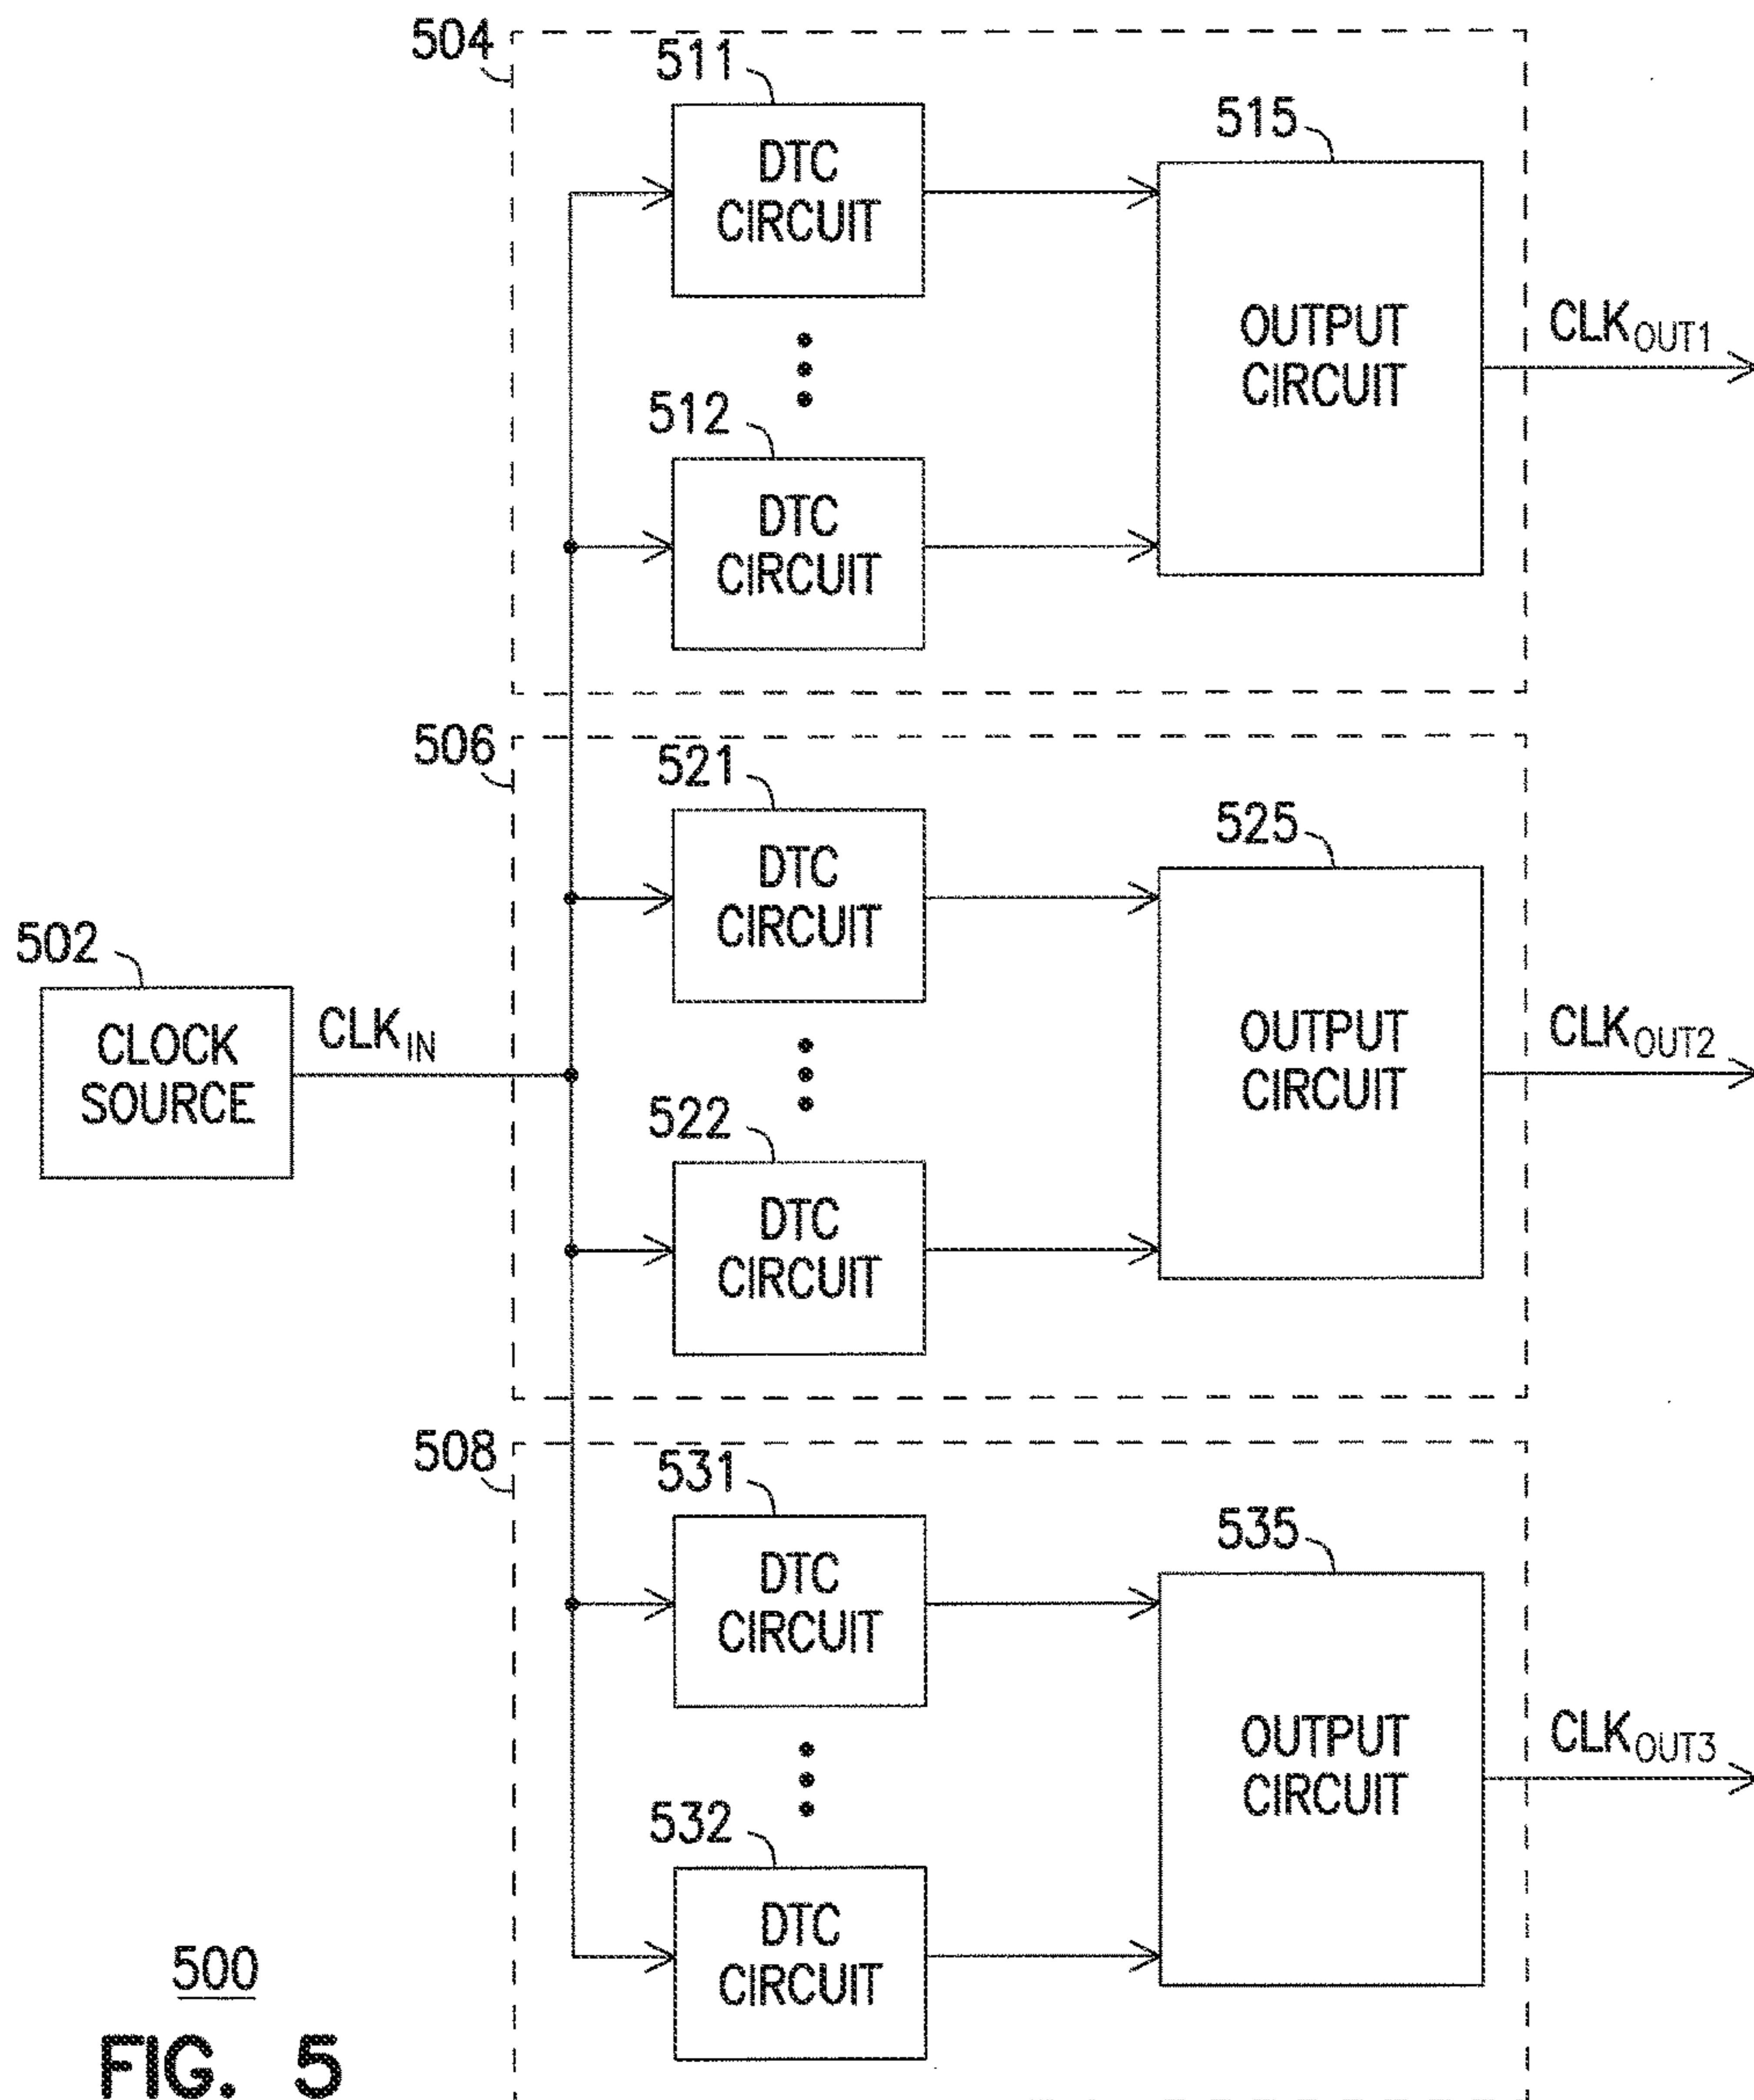 504
511
DTC
CIRCUIT
515
OUTPUT
CIRCUIT
CLKOUT1
512
DTC
CIRCUIT
506
521
DTC
CIRCUIT
525
OUTPUT
CIRCUIT
CLKOUT2
502
CLOCK
SOURCE
CLKIN
522
DTC
CIRCUIT
508
531
DTC
CIRCUIT
535
OUTPUT
CIRCUIT
CLKOUT3
532
DTC
CIRCUIT
500
FIG. 5